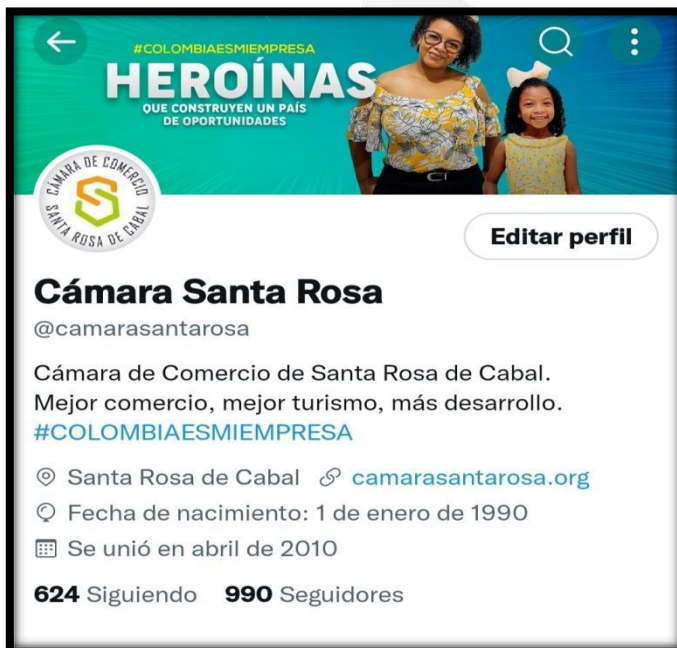 #COLOMBIAESMIEMPRESA
HEROÍNAS
QUE CONSTRUYEN UN PAÍS
DE OPORTUNIDADES
CÁMARA DE COMERCIO
SANTA ROSA DE CABAL
Editar perfil
Cámara Santa Rosa
@camarasantarosa
Cámara de Comercio de Santa Rosa de Cabal.
Mejor comercio, mejor turismo, más desarrollo.
#COLOMBIAESMIEMPRESA
Santa Rosa de Cabal camarasantarosa.org
Fecha de nacimiento: 1 de enero de 1990
Se unió en abril de 2010
624 Siguiendo 990 Seguidores